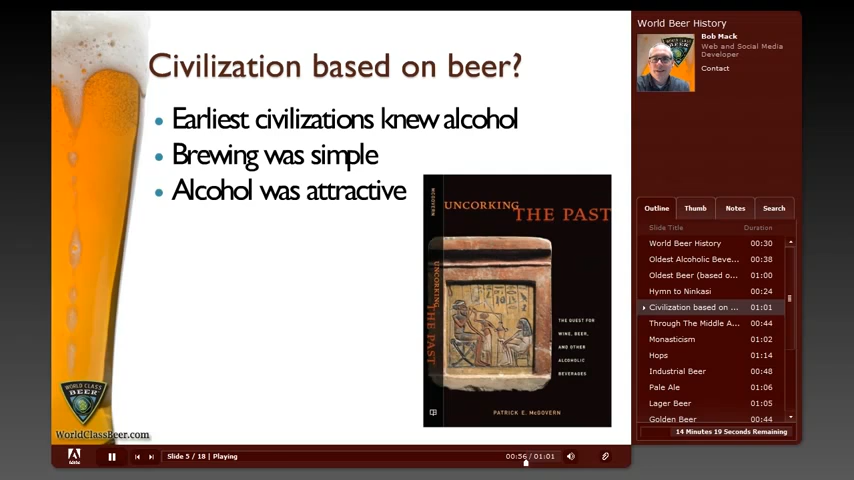 Civilization based on beer?
Earliest civilizations knew alcohol
Brewing was simple
Alcohol was attractive
MCGOVERN
UNCORKING THE PAST
UNCORKING
THE PAST
THE QUEST FOR
WINE, BEER,
AND OTHER
ALCOHOLIC
BEVERAGES
PATRICK E. McGOVERN
WORLD CLASS
BEER
WorldClassBeer.com
World Beer History
Bob Mack
Web and Social Media
Developer
Contact
Outline Thumb Notes Search
Slide Title Duration
World Beer History 00:30
Oldest Alcoholic Beve... 00:38
Oldest Beer (based o... 01:00
Hymn to Ninkasi 00:24
Civilization based on ... 01:01
Through The Middle A... 00:44
Monasticism 01:02
Hops 01:14
Industrial Beer 00:48
Pale Ale 01:06
Lager Beer 01:05
Golden Beer 00:44
14 Minutes 19 Seconds Remaining
Adobe
Slide 5 / 18 | Playing
00:56 / 01:01